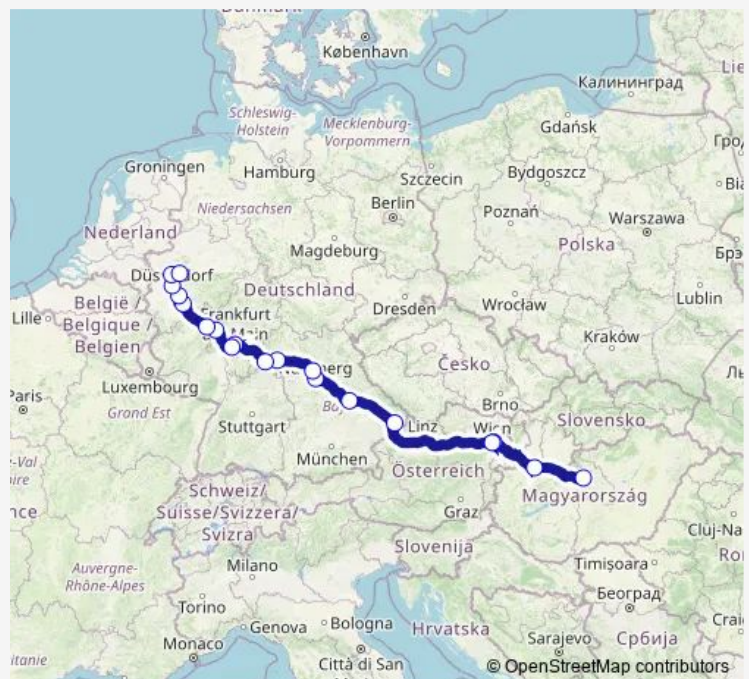 København
Калининград
Schleswig-
Holstein
Mecklenburg-
Vorpommern
Gdańsk
Groningen
Hamburg
Szczecin
Bydgoszcz
Niedersachsen
Berlin
Poznań
Warszawa
Nederland
Magdeburg
Polska
Deutschland
Lublin
België /
Belgique /
Belgien
Lille
Frankfurt
Dresden
Wrocław
Kraków
Luxembourg
Česko
Paris
Grand Est
Brno
Slovensko
Stuttgart
Linz
Wien
München
Österreich
Magyarország
Schweiz/
Suisse/Svizzera/
Svizra
Graz
Slovenija
Auvergne-
Rhône-Alpes
Milano
Timișoara
Torino
Београд
Genova
Bologna
Hrvatska
Monaco
Sarajevo
Србија
Città di San
© OpenStreetMap contributors